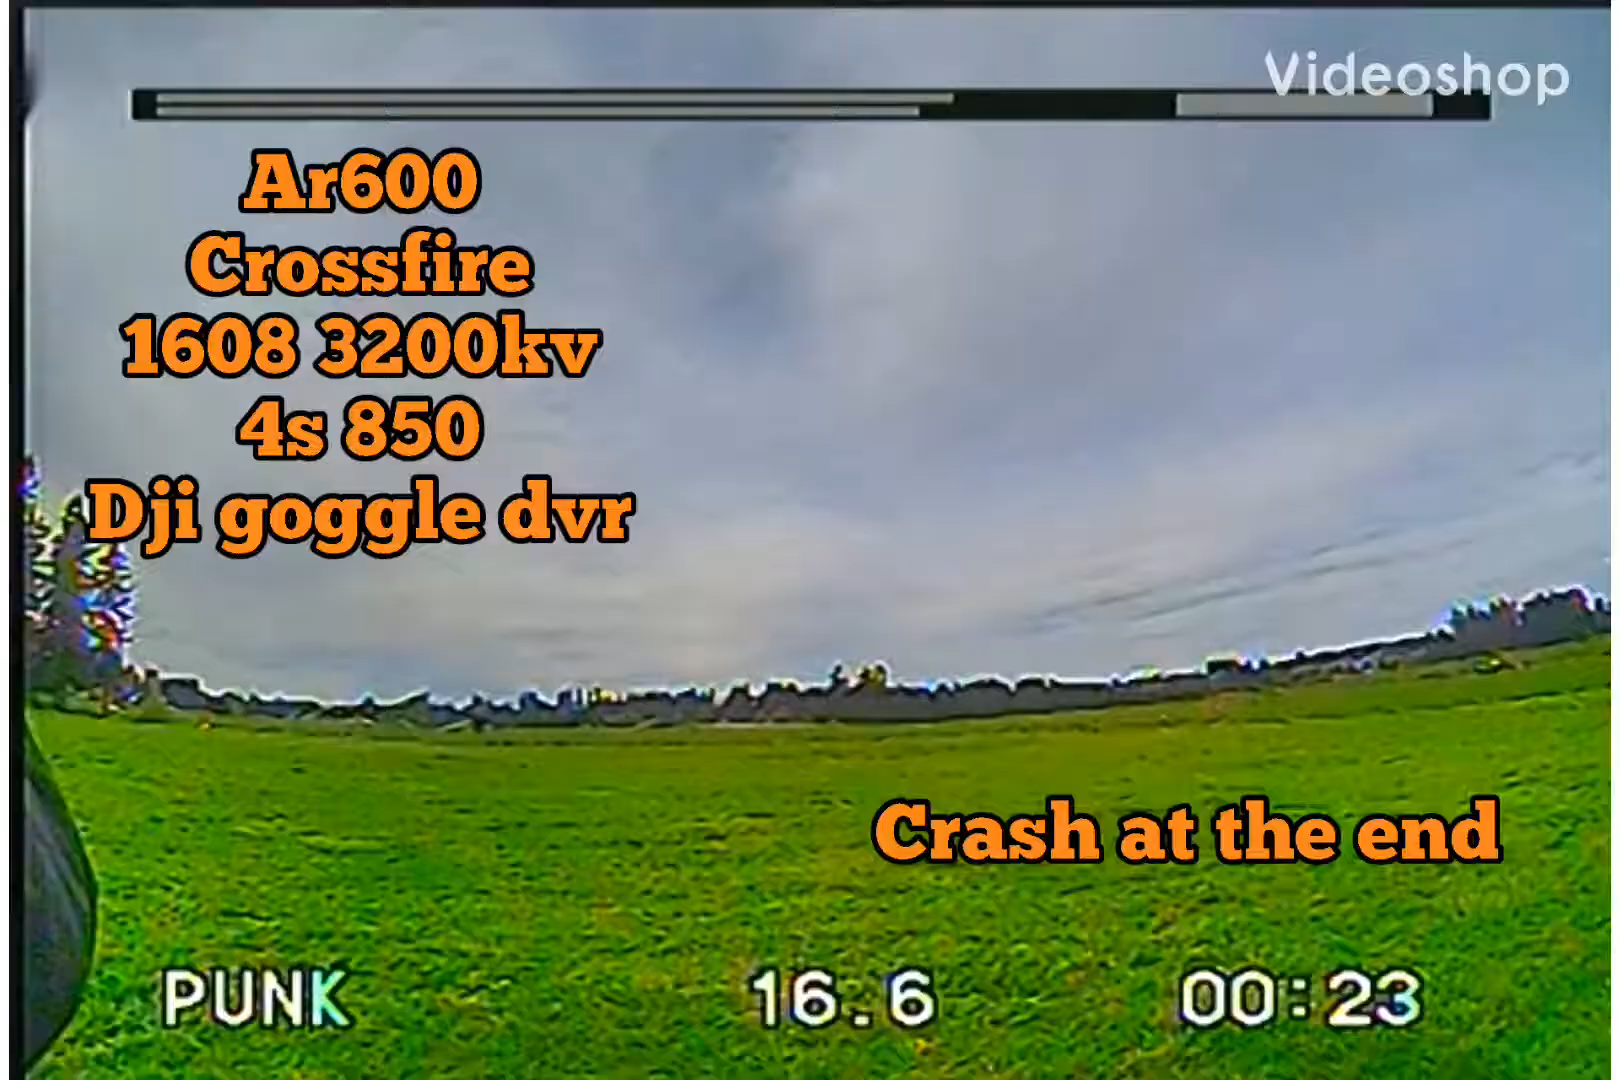 Videoshop
Ar600
Crossfire
1608 3200kv
4s 850
Dji goggle dvr
Crash at the end
PUNK 16.6 00:23